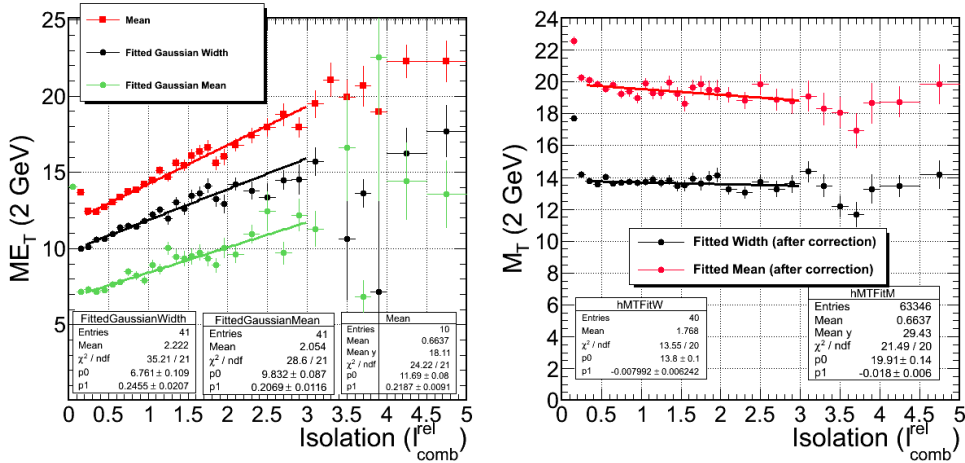 25
20
15
10
5
ME_T (2 GeV)
Mean
Fitted Gaussian Width
Fitted Gaussian Mean
FittedGaussianWidth
Entries 41
Mean 2.222
χ² / ndf 35.21 / 21
p0 6.761 ± 0.109
p1 0.2455 ± 0.0207
FittedGaussianMean
Entries 41
Mean 2.054
χ² / ndf 28.6 / 21
p0 9.832 ± 0.087
p1 0.2069 ± 0.0116
Mean
Entries 10
Mean 0.6637
Mean y 18.11
χ² / ndf 24.22 / 21
p0 11.69 ± 0.08
p1 0.2187 ± 0.0091
0 0.5 1 1.5 2 2.5 3 3.5 4 4.5 5
Isolation (I_comb^rel)
24
22
20
18
16
14
12
10
8
6
4
2
0
M_T (2 GeV)
Fitted Width (after correction)
Fitted Mean (after correction)
hMTFitW
Entries 40
Mean 1.768
χ² / ndf 13.55 / 20
p0 13.8 ± 0.1
p1 -0.007992 ± 0.006242
hMTFitM
Entries 63346
Mean 0.6637
Mean y 29.43
χ² / ndf 21.49 / 20
p0 19.91 ± 0.14
p1 -0.018 ± 0.006
0 0.5 1 1.5 2 2.5 3 3.5 4 4.5 5
Isolation (I_comb^rel)